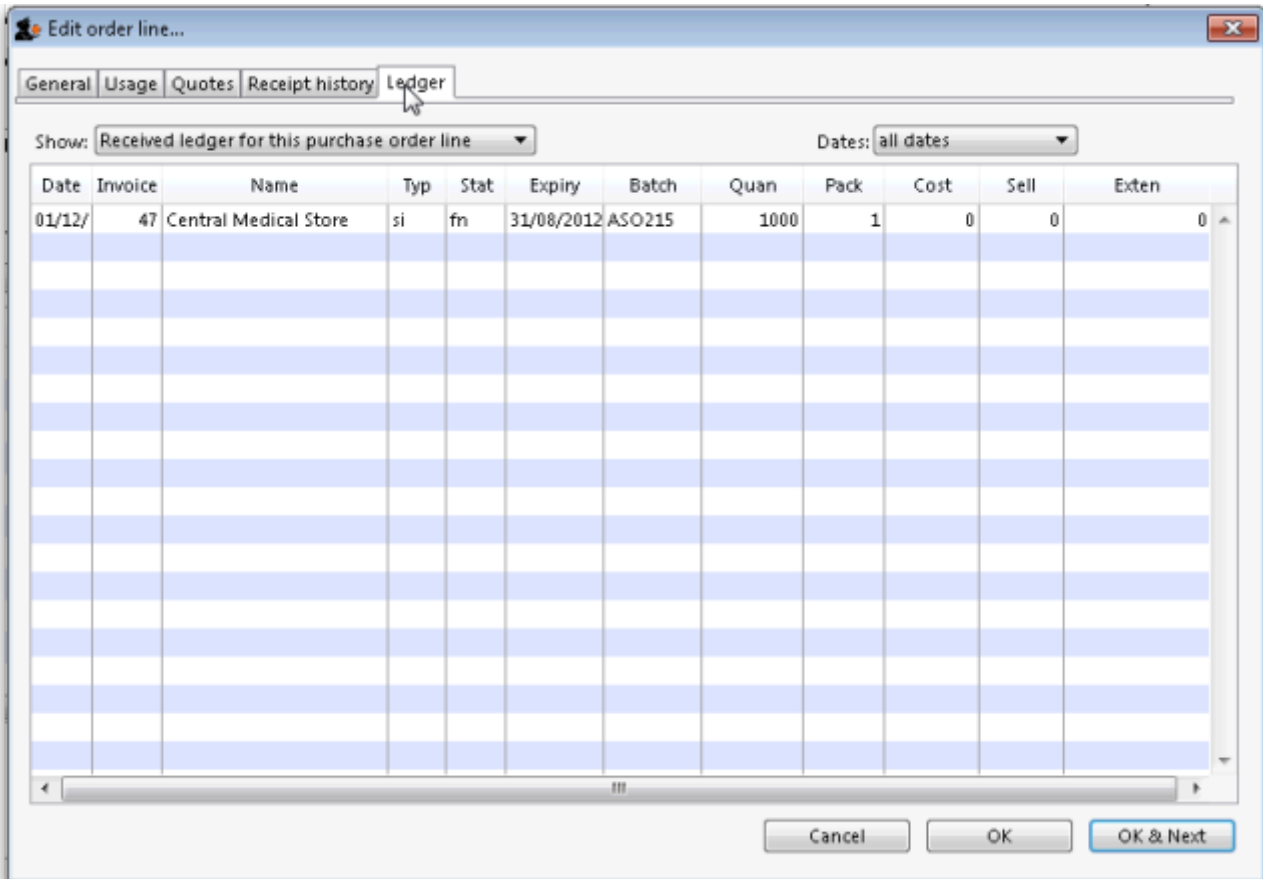 Edit order line...
General Usage Quotes Receipt history Ledger
Show: Received ledger for this purchase order line Dates: all dates
Date Invoice Name Typ Stat Expiry Batch Quan Pack Cost Sell Exten
01/12/ 47 Central Medical Store si fn 31/08/2012 ASO215 1000 1 0 0 0
Cancel OK OK & Next